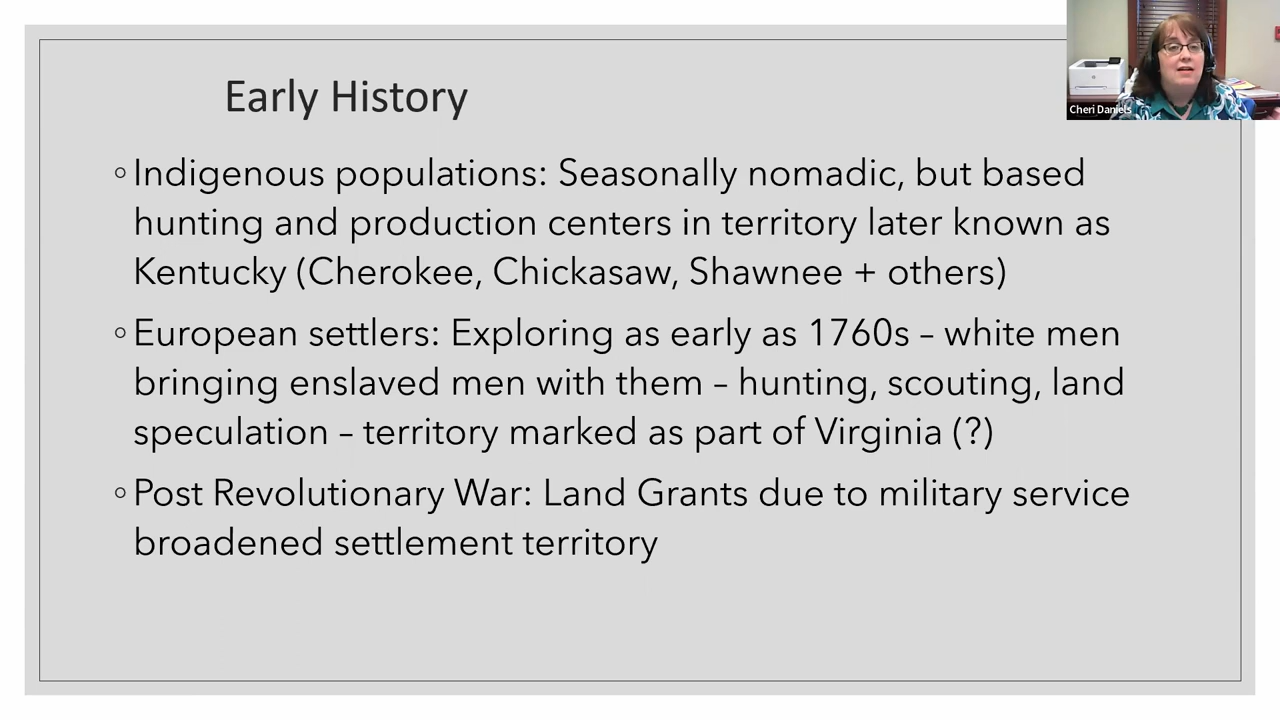 Early History
Cheri Daniels
◦Indigenous populations: Seasonally nomadic, but based
hunting and production centers in territory later known as
Kentucky (Cherokee, Chickasaw, Shawnee + others)
◦European settlers: Exploring as early as 1760s – white men
bringing enslaved men with them – hunting, scouting, land
speculation – territory marked as part of Virginia (?)
◦Post Revolutionary War: Land Grants due to military service
broadened settlement territory